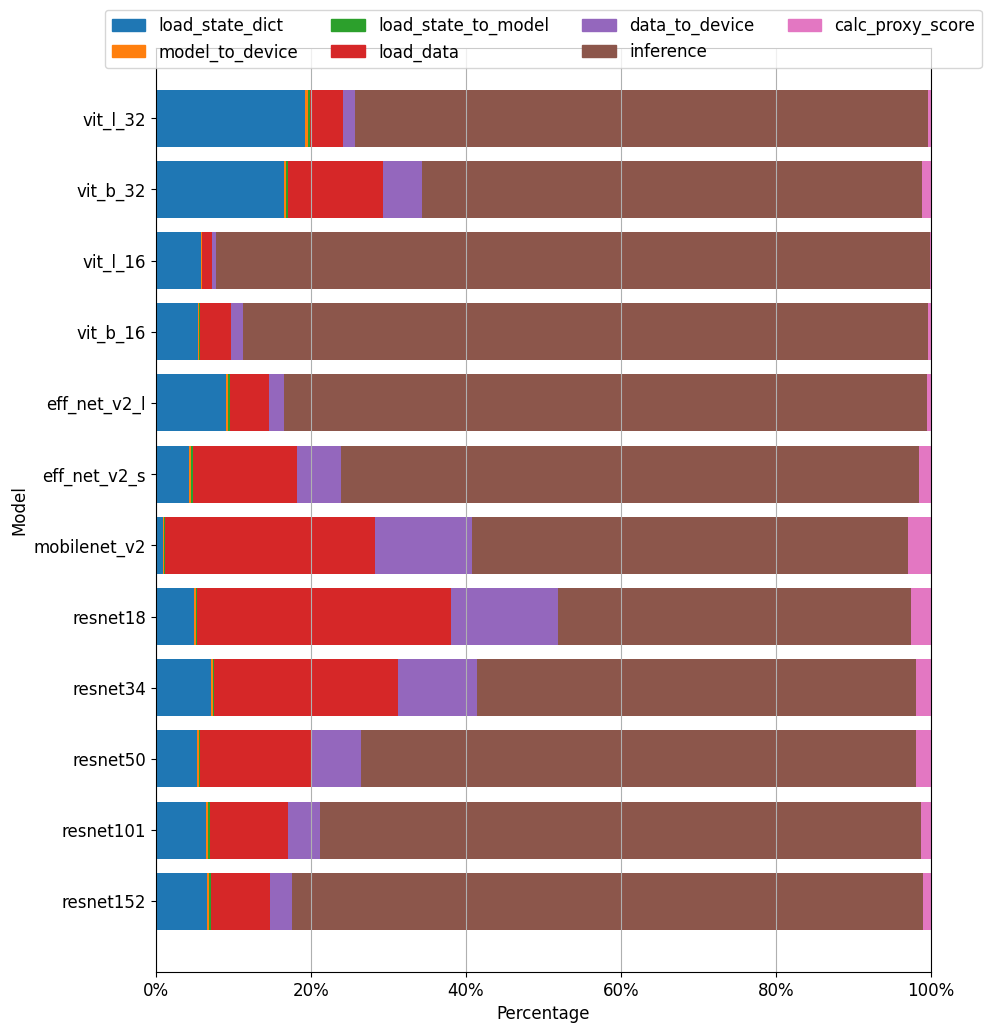 load_state_dict load_state_to_model data_to_device calc_proxy_score
model_to_device load_data inference
vit_l_32
vit_b_32
vit_l_16
vit_b_16
eff_net_v2_l
eff_net_v2_s
mobilenet_v2
resnet18
resnet34
resnet50
resnet101
resnet152
Model
0% 20% 40% 60% 80% 100%
Percentage